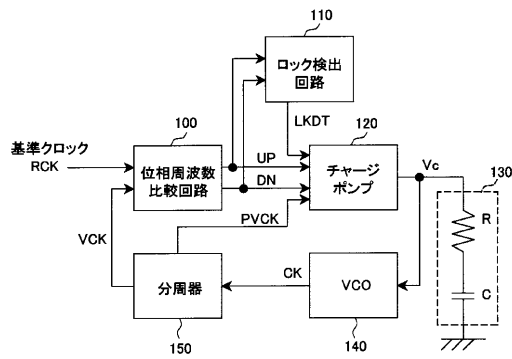 110
ロック検出
回路
LKDT
100
120
基準クロック
RCK
位相周波数
比較回路
UP
DN
チャージ
ポンプ
Vc
130
R
C
PVCK
VCK
分周器
CK
VCO
150
140